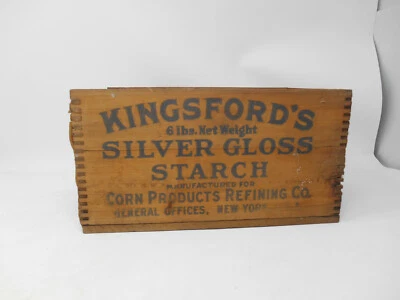 KINGSFORD'S
6 lbs. Net Weight
SILVER GLOSS
STARCH
MANUFACTURED FOR
CORN PRODUCTS REFINING CO.
GENERAL OFFICES, NEW YORK